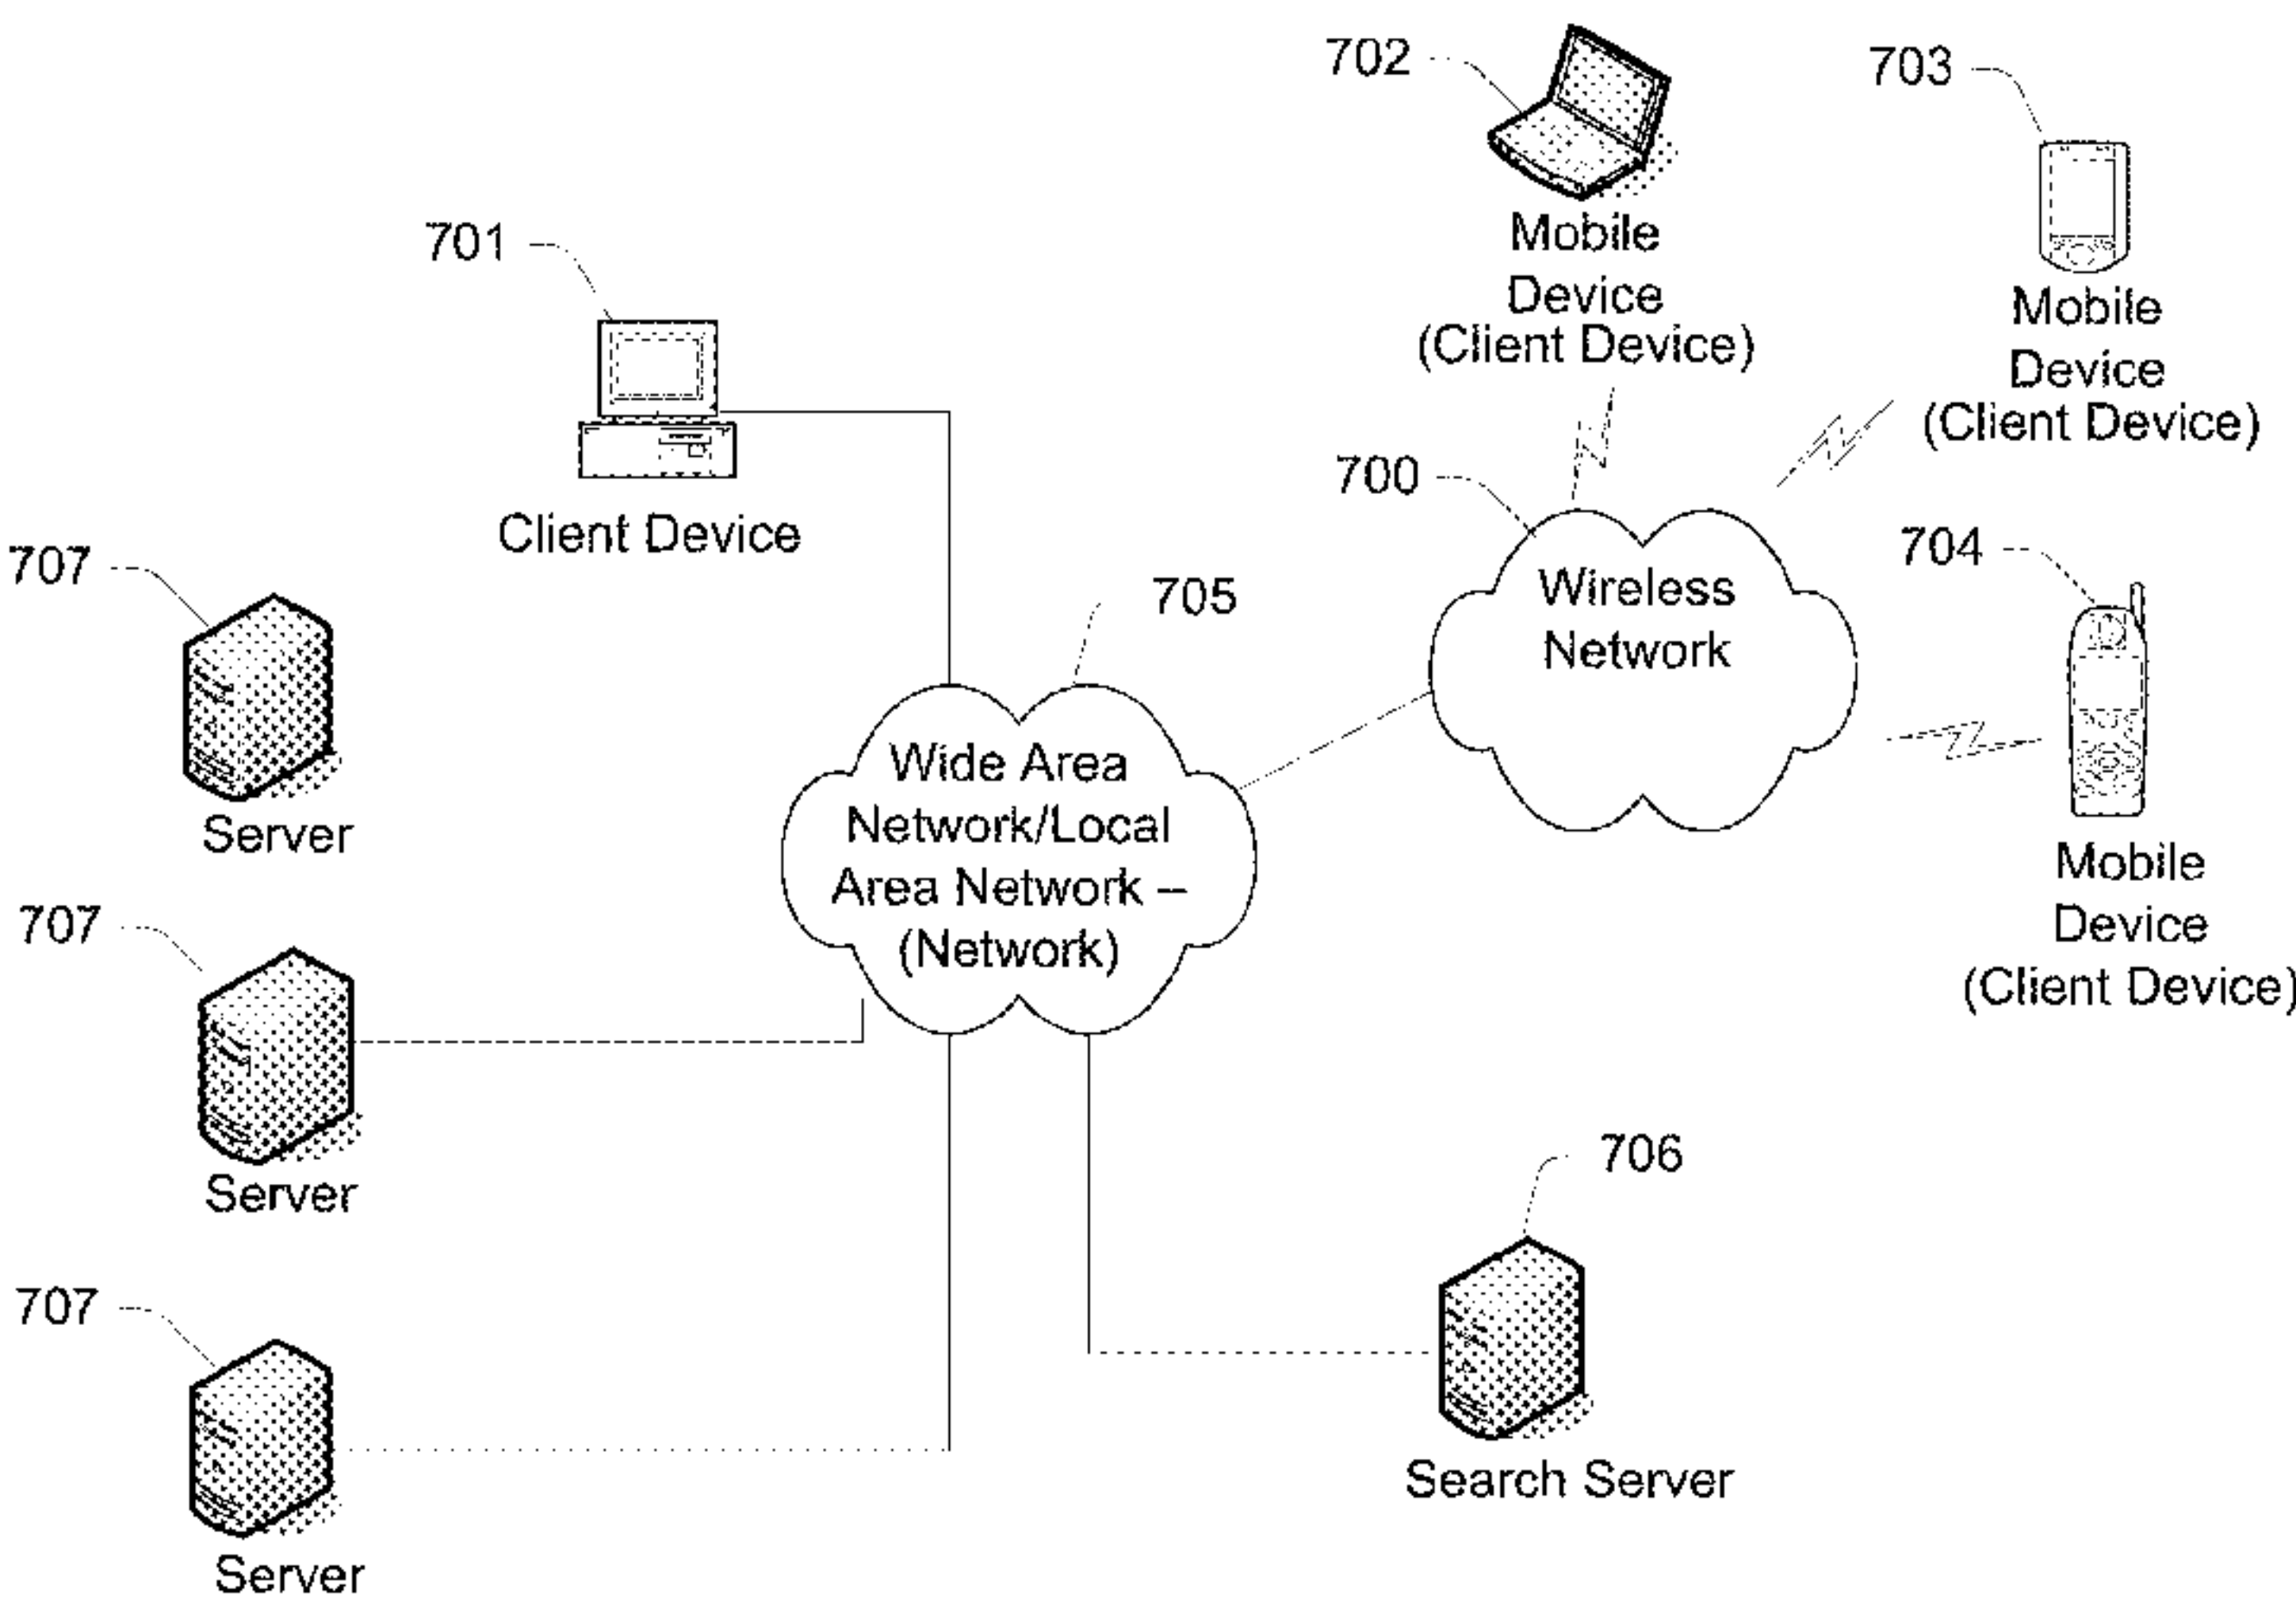 702
703
701
Mobile
Device
(Client Device)
Mobile
Device
(Client Device)
700
Client Device
704
707
705
Wireless
Network
Wide Area
Network/Local
Area Network –
(Network)
Server
Mobile
Device
(Client Device)
707
Server
706
707
Search Server
Server